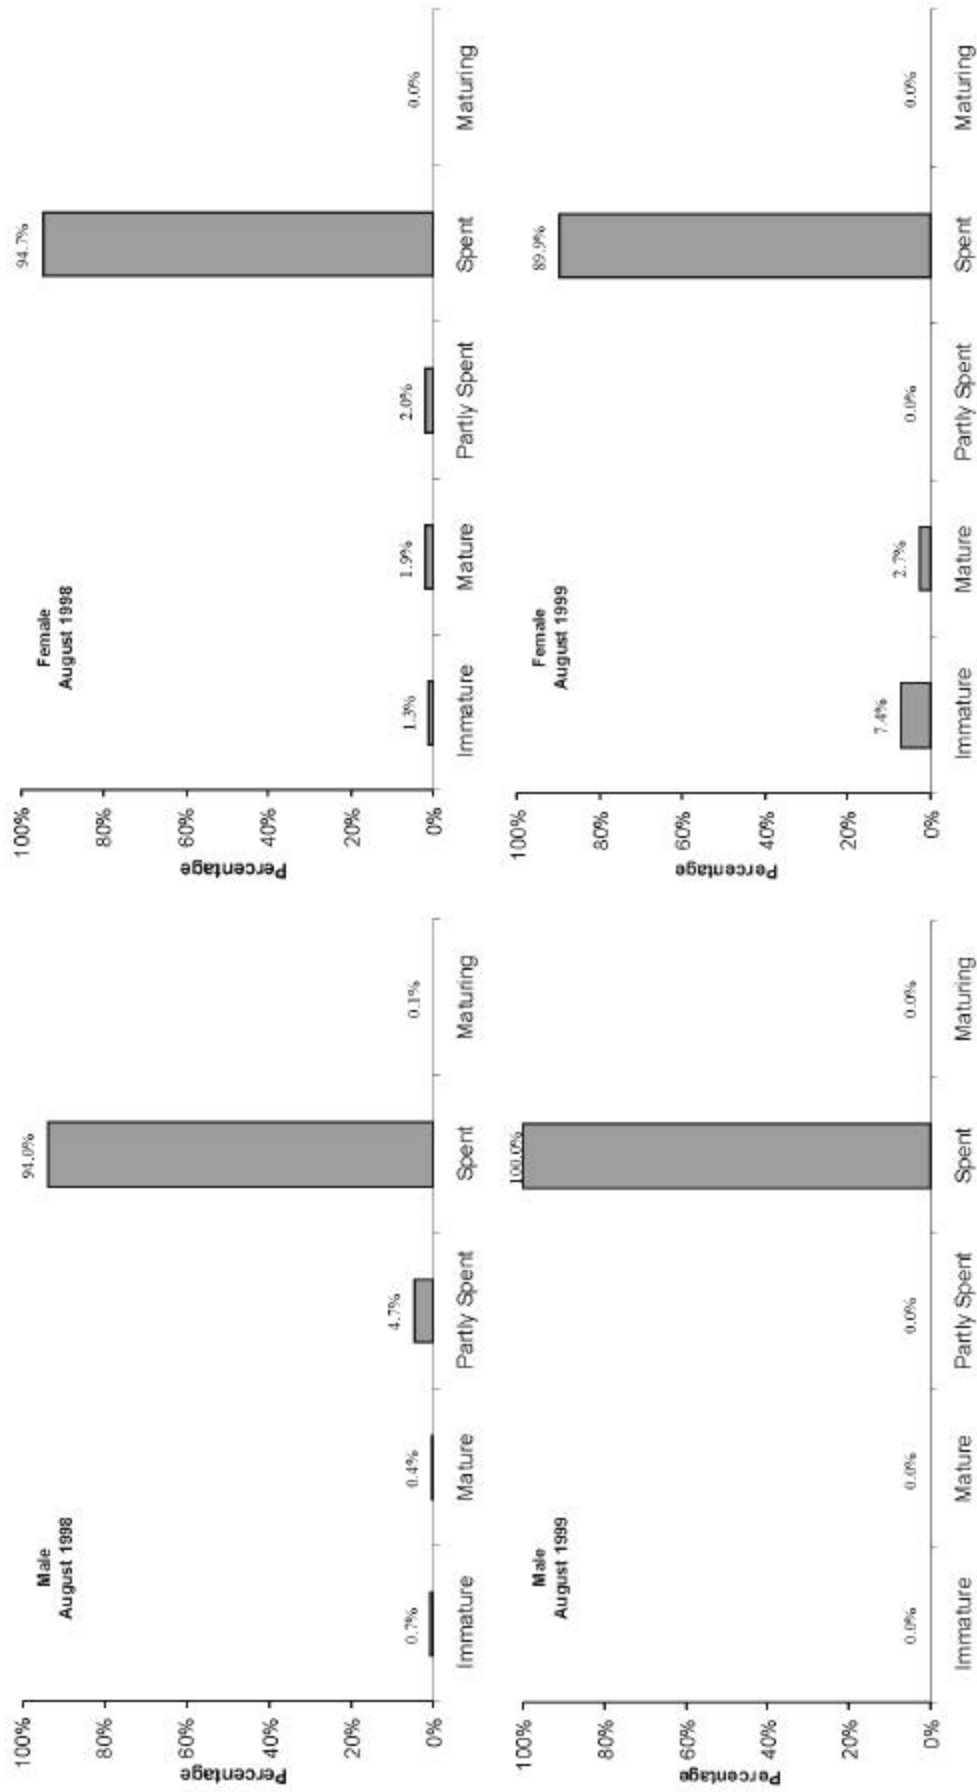 Male
August 1998
100%
80%
60%
40%
20%
0%
Percentage
0.7%
0.4%
4.7%
94.0%
0.1%
Immature Mature Partly Spent Spent Maturing
Female
August 1998
100%
80%
60%
40%
20%
0%
Percentage
1.3%
1.9%
2.0%
94.7%
0.0%
Immature Mature Partly Spent Spent Maturing
Male
August 1999
100%
80%
60%
40%
20%
0%
Percentage
0.0%
0.0%
0.0%
100.0%
0.0%
Immature Mature Partly Spent Spent Maturing
Female
August 1999
100%
80%
60%
40%
20%
0%
Percentage
7.4%
2.7%
0.0%
89.9%
0.0%
Immature Mature Partly Spent Spent Maturing